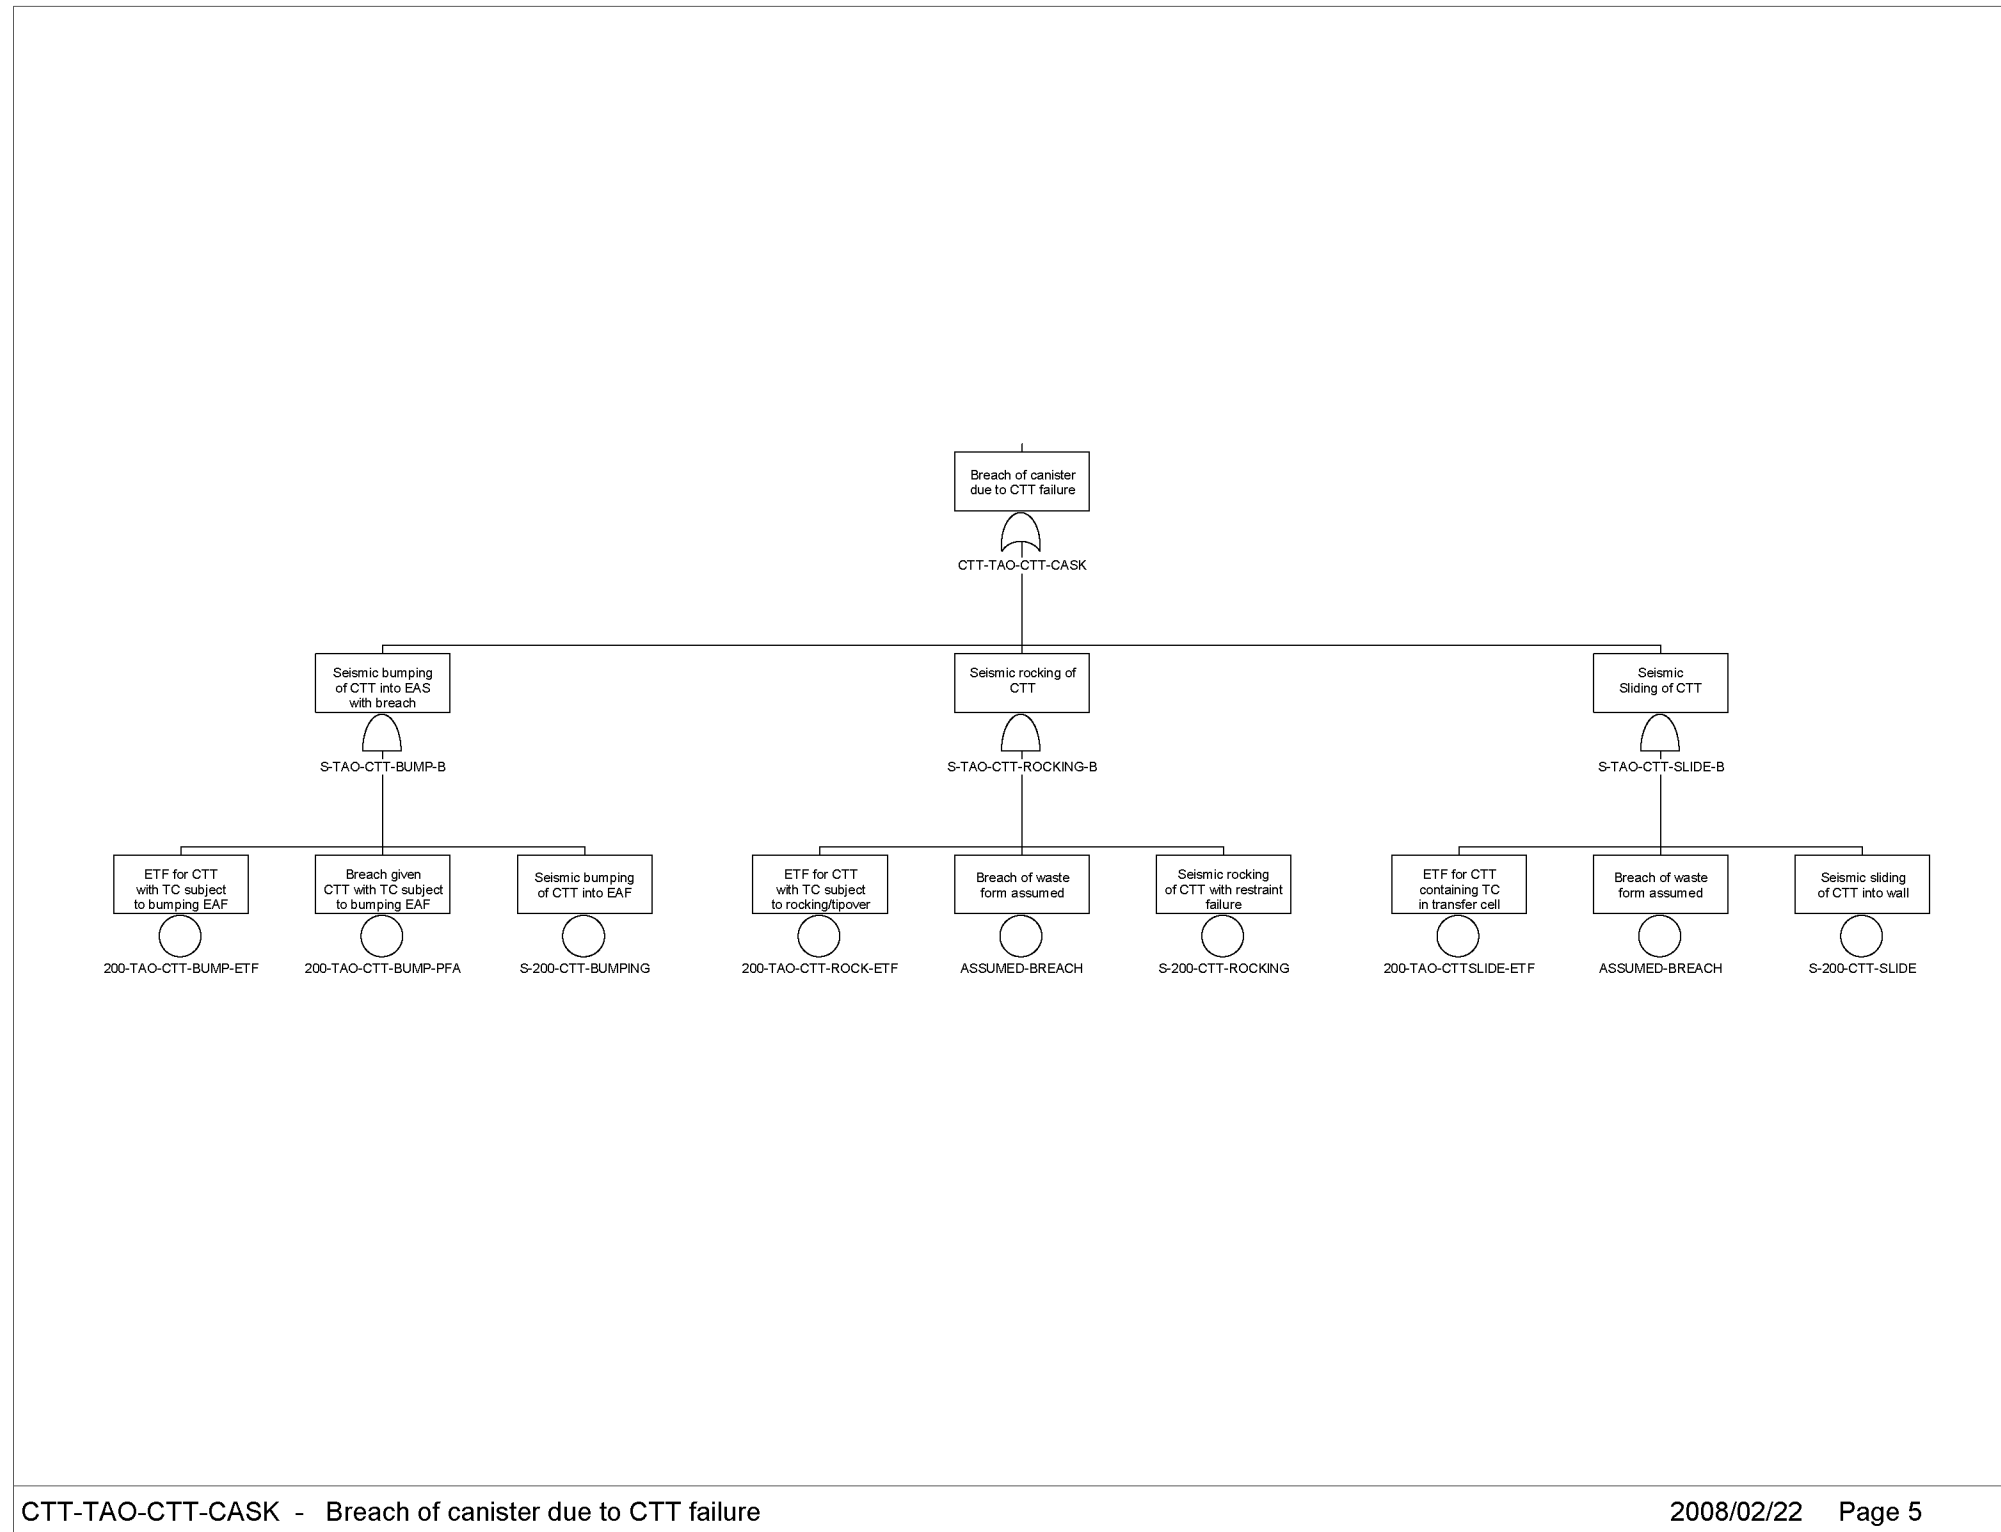 Breach of canister
due to CTT failure
CTT-TAO-CTT-CASK
Seismic bumping
of CTT into EAS
with breach
S-TAO-CTT-BUMP-B
Seismic rocking of
CTT
S-TAO-CTT-ROCKING-B
Seismic
Sliding of CTT
S-TAO-CTT-SLIDE-B
ETF for CTT
with TC subject
to bumping EAF
200-TAO-CTT-BUMP-ETF
Breach given
CTT with TC subject
to bumping EAF
200-TAO-CTT-BUMP-PFA
Seismic bumping
of CTT into EAF
S-200-CTT-BUMPING
ETF for CTT
with TC subject
to rocking/tipover
200-TAO-CTT-ROCK-ETF
Breach of waste
form assumed
ASSUMED-BREACH
Seismic rocking
of CTT with restraint
failure
S-200-CTT-ROCKING
ETF for CTT
containing TC
in transfer cell
200-TAO-CTTSLIDE-ETF
Breach of waste
form assumed
ASSUMED-BREACH
Seismic sliding
of CTT into wall
S-200-CTT-SLIDE
CTT-TAO-CTT-CASK - Breach of canister due to CTT failure
2008/02/22 Page 5